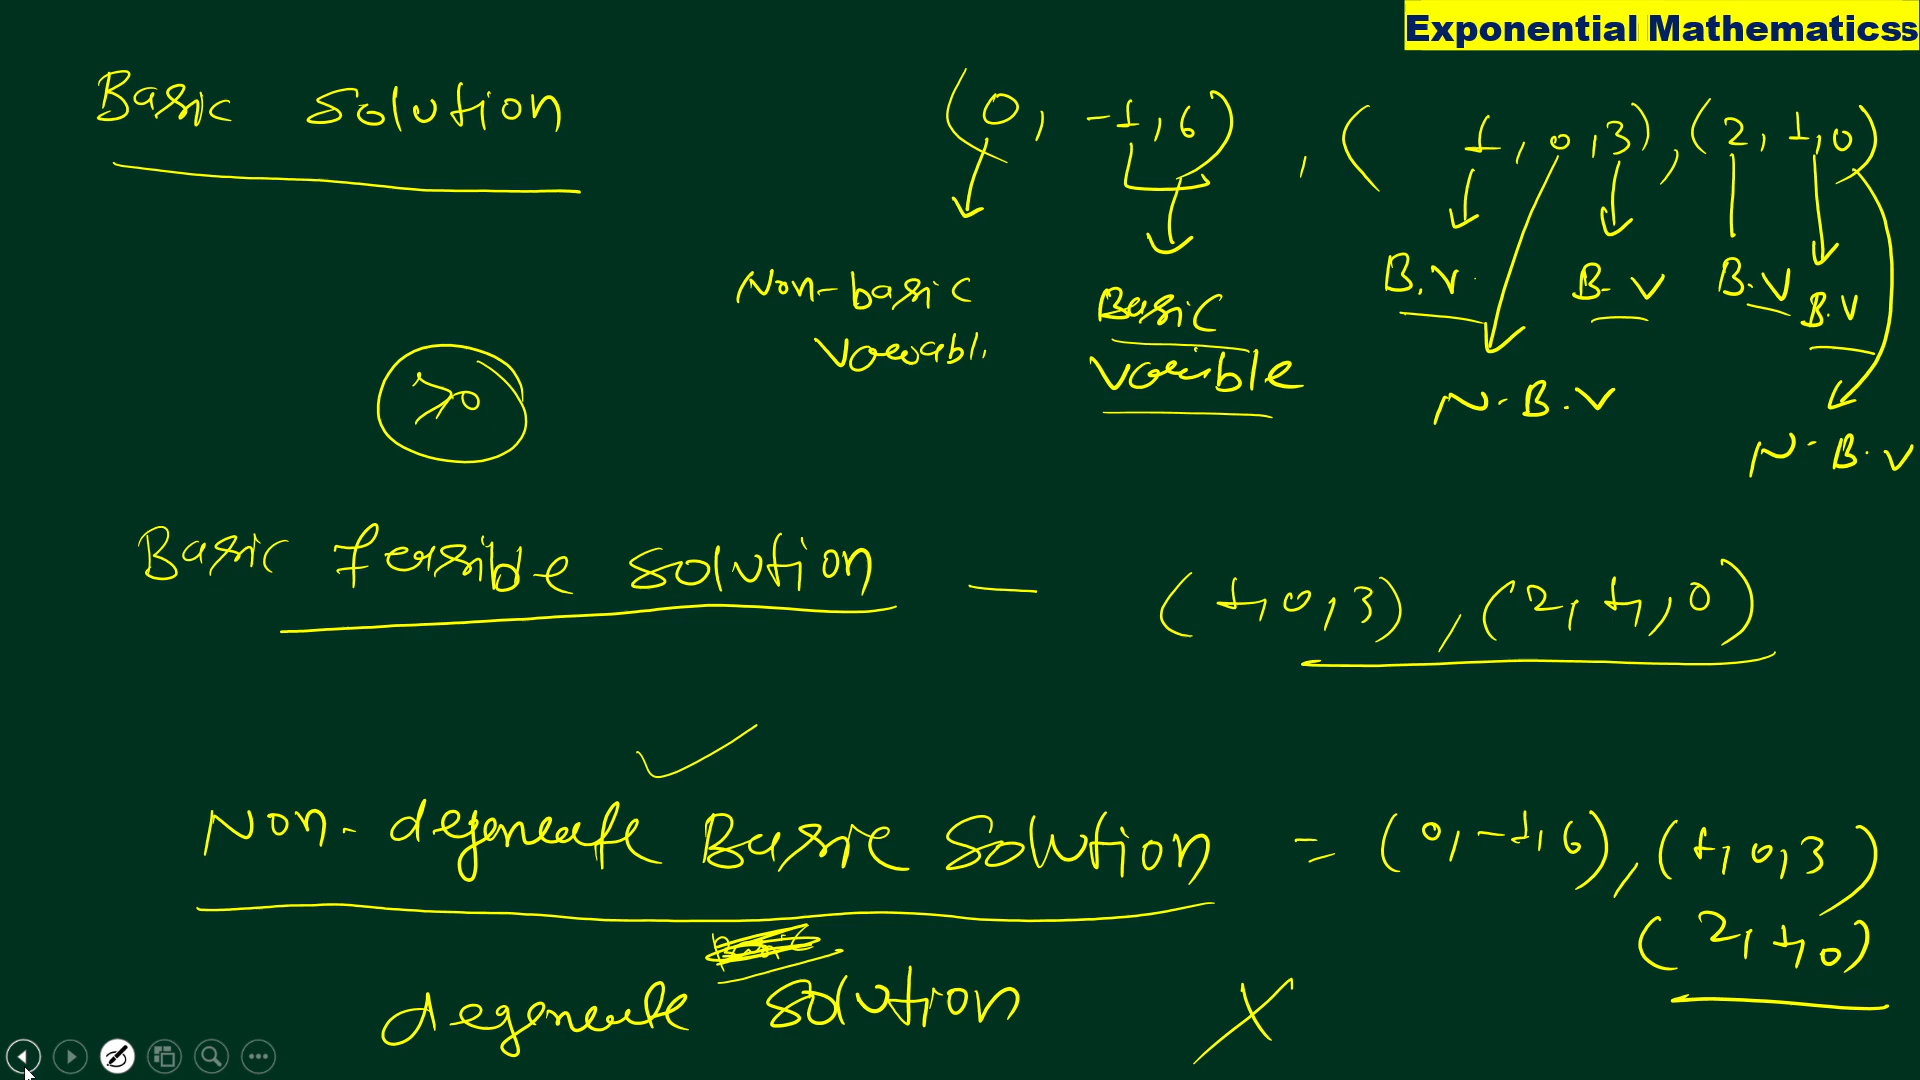 Exponential Mathematicss
Basic solution
(0, -1, 6), (1, 0, 3), (2, 1, 0)
Non-basic
Basic
Varible
B.V.
B.V
B.V
B.V
N.B.V
N.B.V
≥0
Basic feasible solution — (1, 0, 3), (2, 1, 0)
Non-degenerate Basic Solution = (0, -1, 6), (1, 0, 3)
(2, 1, 0)
degenerate solution X